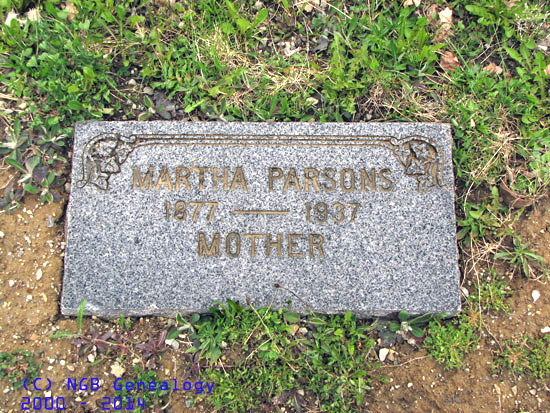 MARTHA PARSONS
1877 — 1937
MOTHER
(C) NGB Genealogy
2000 - 2014